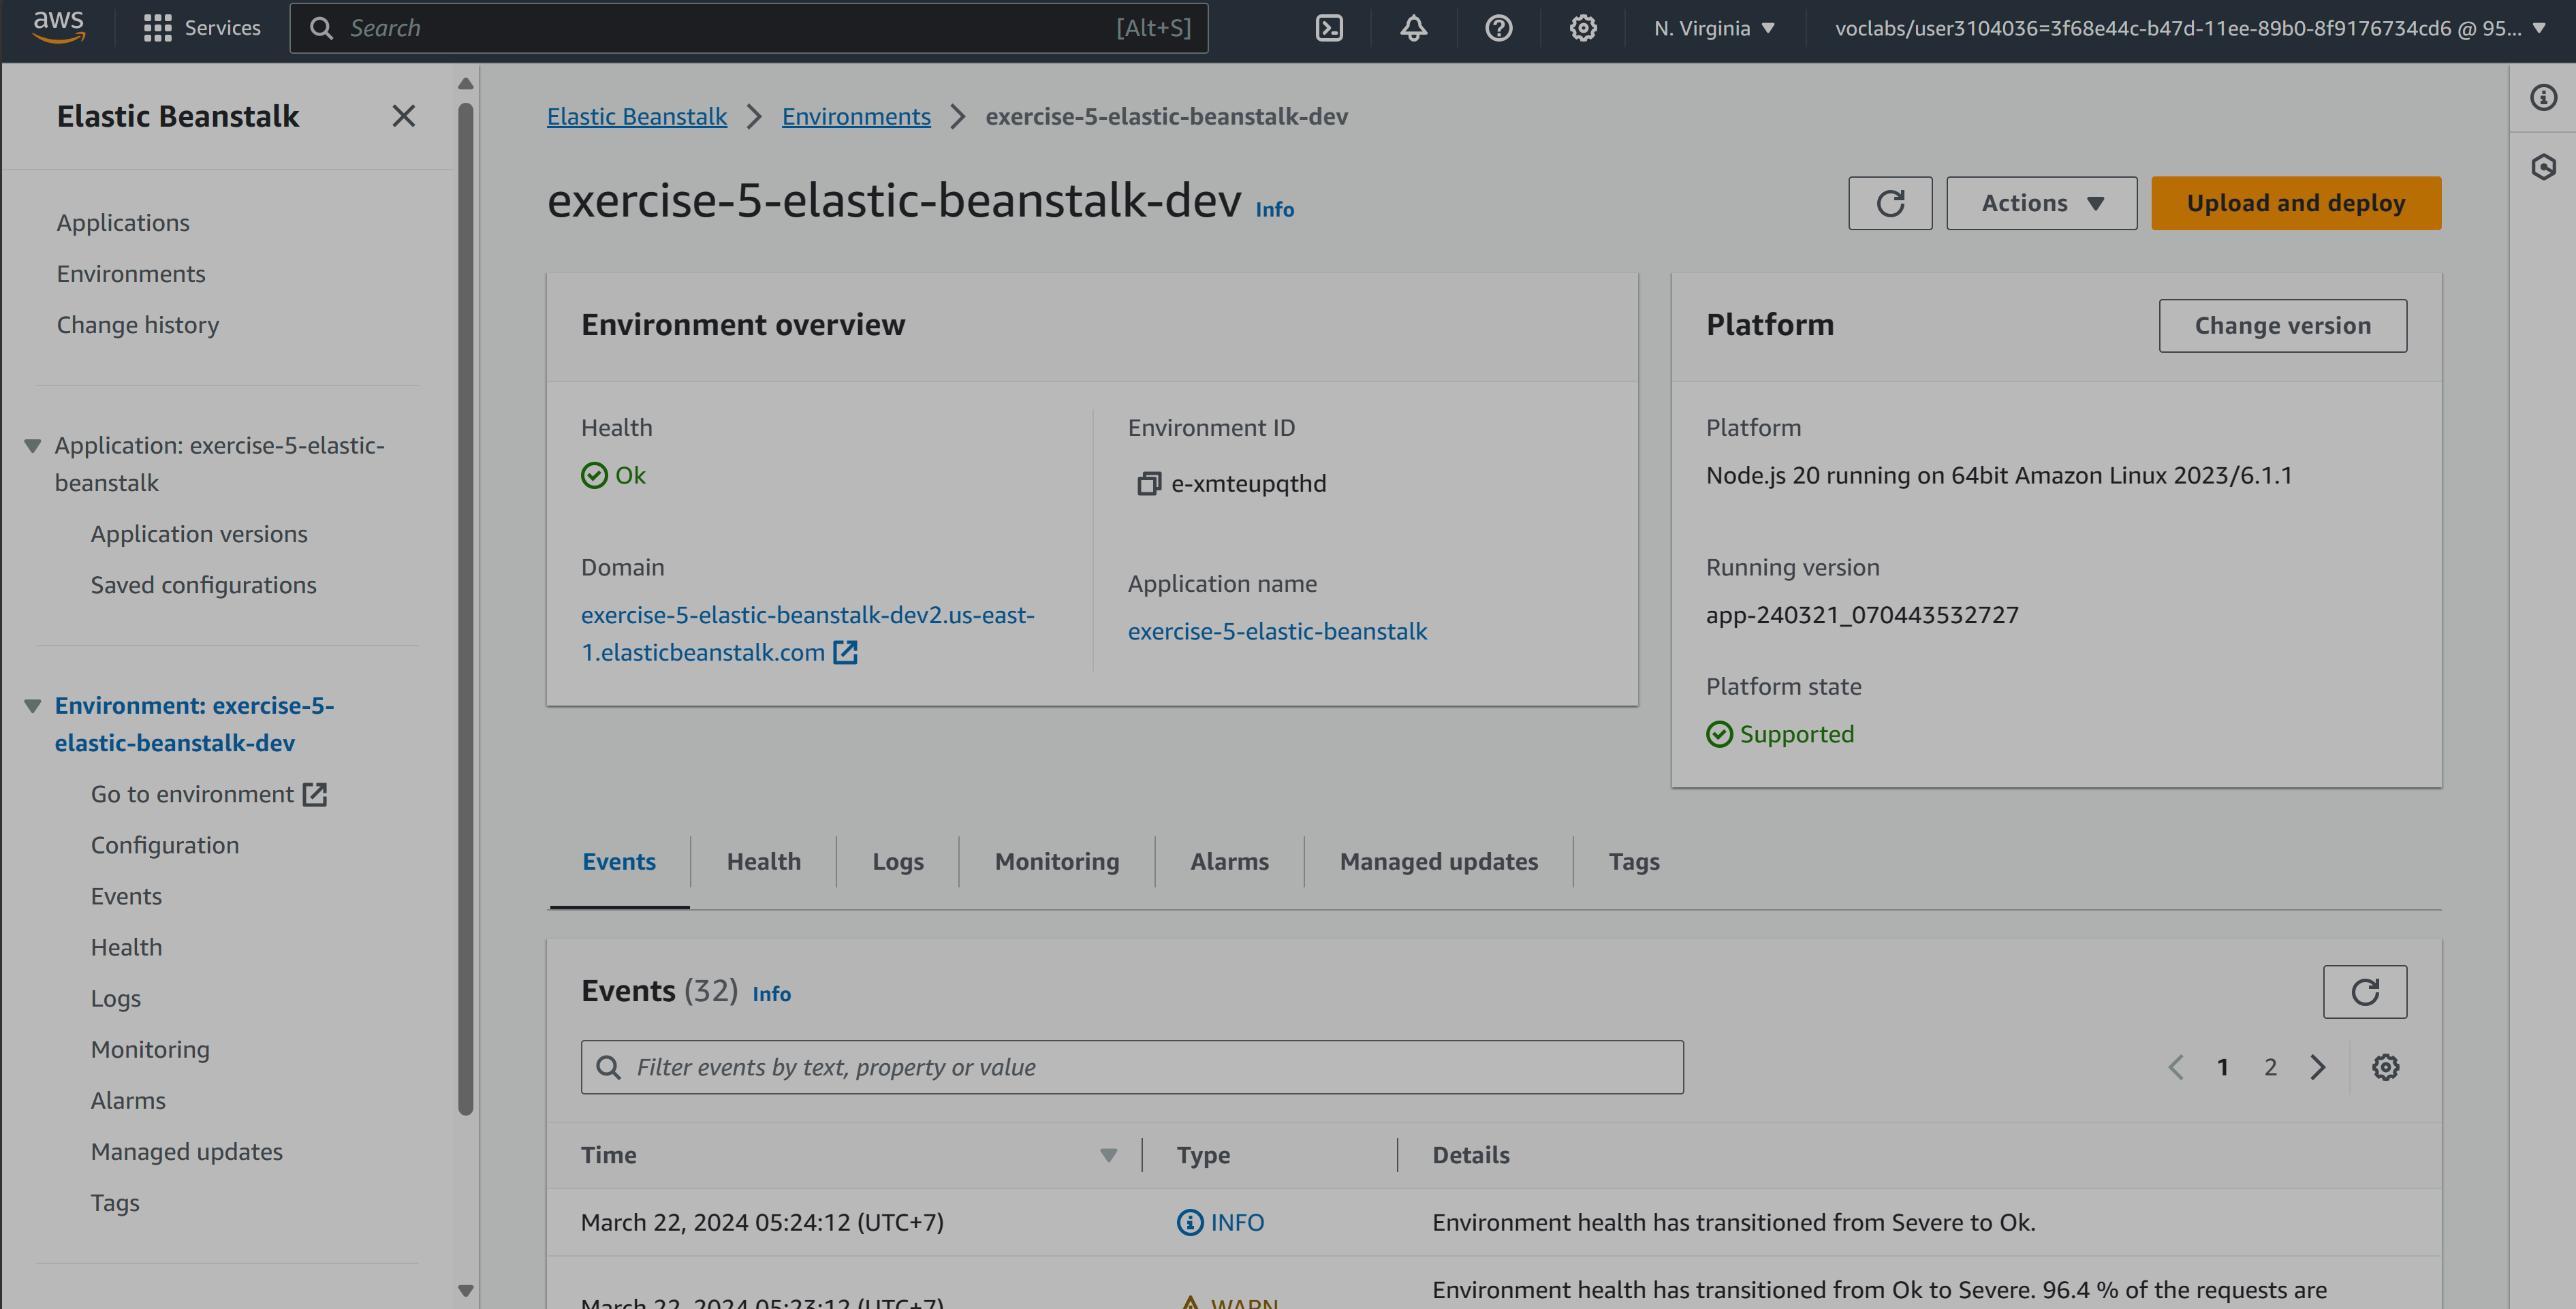 aws
Services
Search
[Alt+S]
N. Virginia
voclabs/user3104036=3f68e44c-b47d-11ee-89b0-8f9176734cd6 @ 95...
Elastic Beanstalk
Applications
Environments
Change history
Application: exercise-5-elastic-
beanstalk
Application versions
Saved configurations
Environment: exercise-5-
elastic-beanstalk-dev
Go to environment
Configuration
Events
Health
Logs
Monitoring
Alarms
Managed updates
Tags
Elastic Beanstalk > Environments > exercise-5-elastic-beanstalk-dev
exercise-5-elastic-beanstalk-dev Info
Actions
Upload and deploy
Environment overview
Health
Ok
Domain
exercise-5-elastic-beanstalk-dev2.us-east-
1.elasticbeanstalk.com
Environment ID
e-xmteupqthd
Application name
exercise-5-elastic-beanstalk
Platform
Change version
Platform
Node.js 20 running on 64bit Amazon Linux 2023/6.1.1
Running version
app-240321_070443532727
Platform state
Supported
Events
Health
Logs
Monitoring
Alarms
Managed updates
Tags
Events (32) Info
Filter events by text, property or value
1 2
Time Type Details
March 22, 2024 05:24:12 (UTC+7) INFO Environment health has transitioned from Severe to Ok.
March 22, 2024 05:23:12 (UTC+7) WARN Environment health has transitioned from Ok to Severe. 96.4 % of the requests are